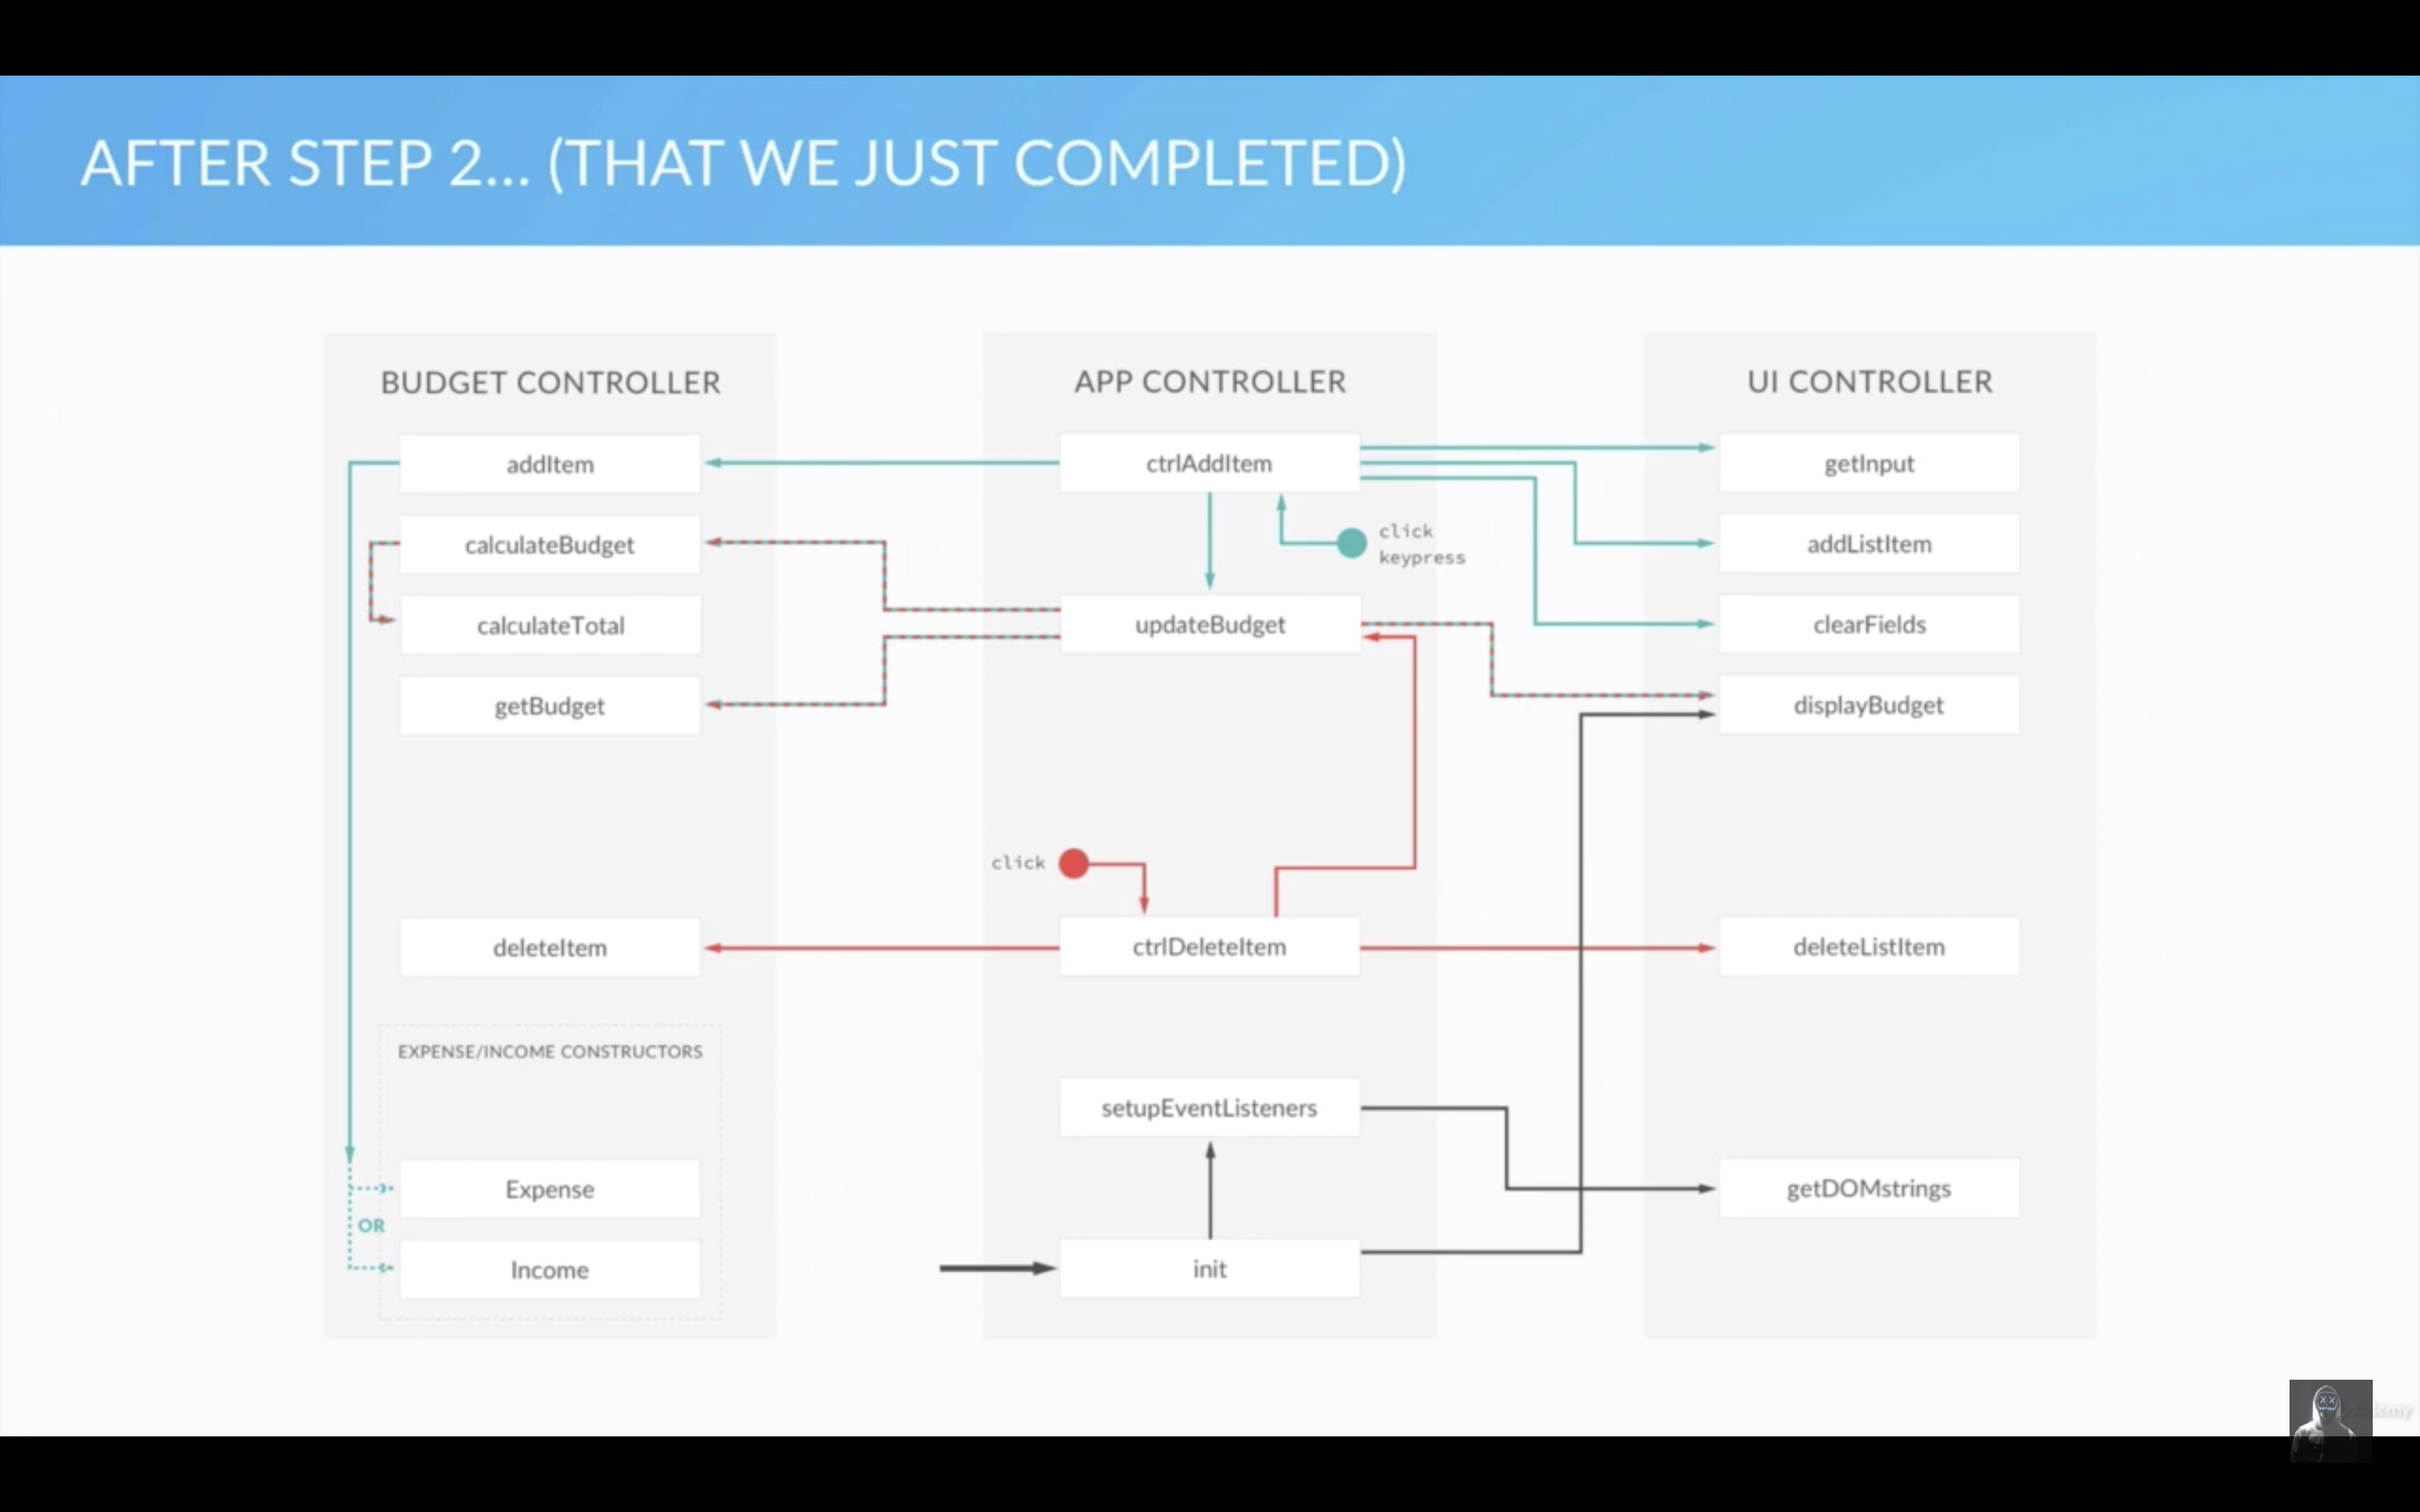 AFTER STEP 2... (THAT WE JUST COMPLETED)
BUDGET CONTROLLER
addItem
calculateBudget
calculateTotal
getBudget
deleteItem
EXPENSE/INCOME CONSTRUCTORS
Expense
OR
Income
APP CONTROLLER
ctrlAddItem
click
keypress
updateBudget
click
ctrlDeleteItem
setupEventListeners
init
UI CONTROLLER
getInput
addListItem
clearFields
displayBudget
deleteListItem
getDOMstrings